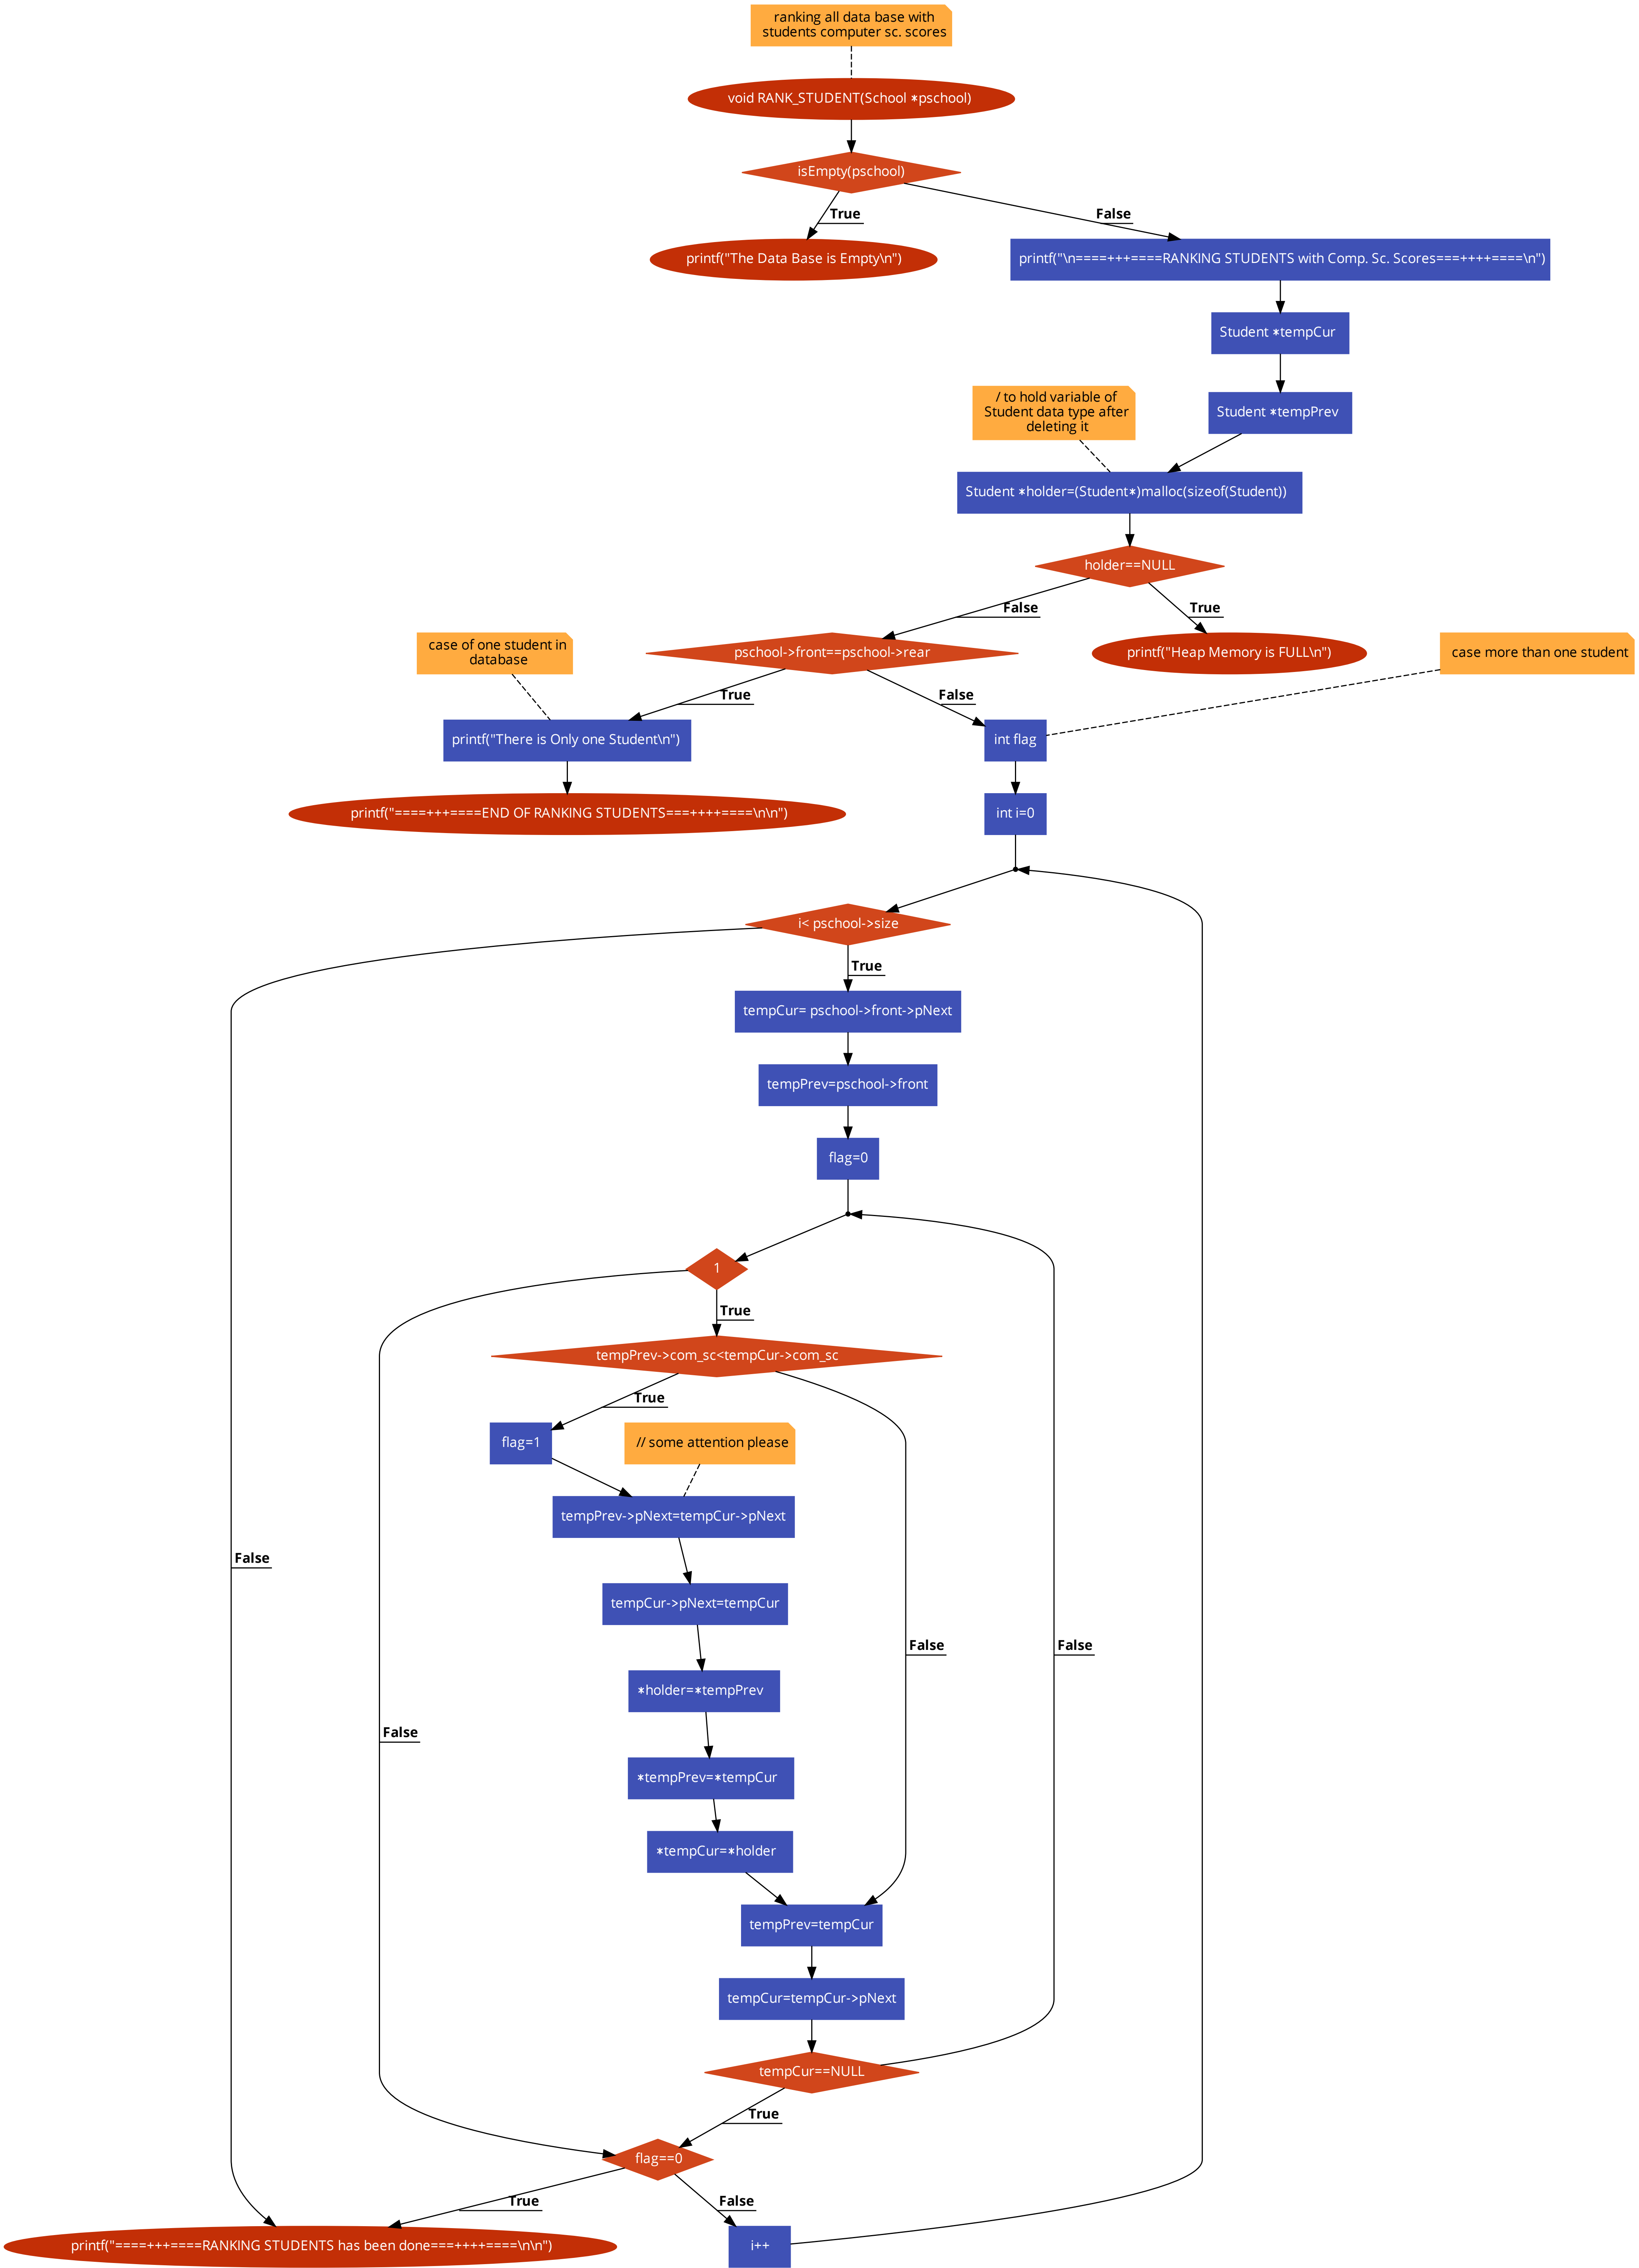 ranking all data base with
students computer sc. scores
void RANK_STUDENT(School *pschool)
isEmpty(pschool)
True
False
printf("The Data Base is Empty\n")
printf("\n====+++====RANKING STUDENTS with Comp. Sc. Scores===++++====\n")
Student *tempCur
Student *tempPrev
/ to hold variable of
Student data type after
deleting it
Student *holder=(Student*)malloc(sizeof(Student))
holder==NULL
False
True
case of one student in
database
pschool->front==pschool->rear
printf("Heap Memory is FULL\n")
case more than one student
True
False
printf("There is Only one Student\n")
int flag
printf("====+++====END OF RANKING STUDENTS===++++====\n\n")
int i=0
i< pschool->size
True
tempCur= pschool->front->pNext
tempPrev=pschool->front
flag=0
1
True
tempPrev->com_sc<tempCur->com_sc
True
flag=1
// some attention please
tempPrev->pNext=tempCur->pNext
False
tempCur->pNext=tempCur
False
False
*holder=*tempPrev
False
*tempPrev=*tempCur
*tempCur=*holder
tempPrev=tempCur
tempCur=tempCur->pNext
tempCur==NULL
True
flag==0
True
False
printf("====+++====RANKING STUDENTS has been done===++++====\n\n")
i++